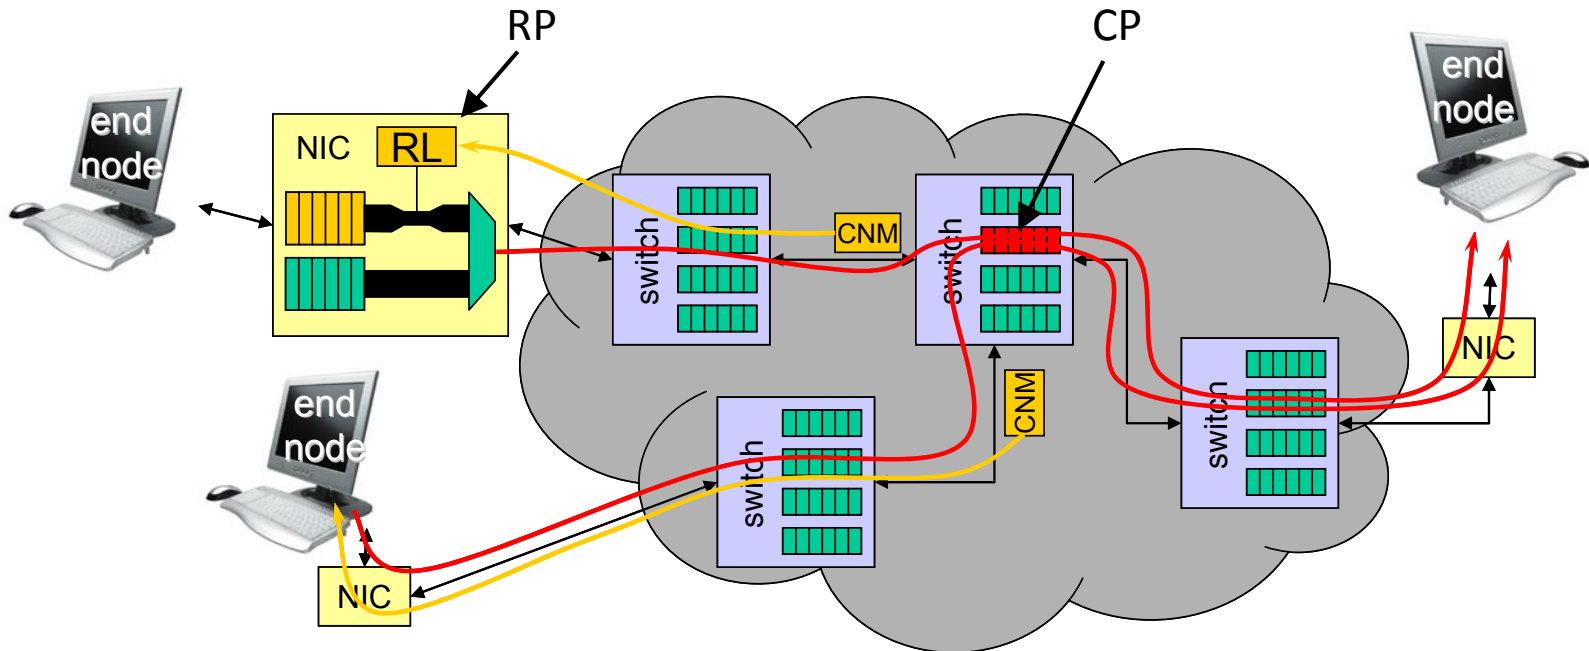 RP
CP
end
node
NIC
RL
switch
CNM
switch
end
node
NIC
switch
end
node
NIC
switch
CNM